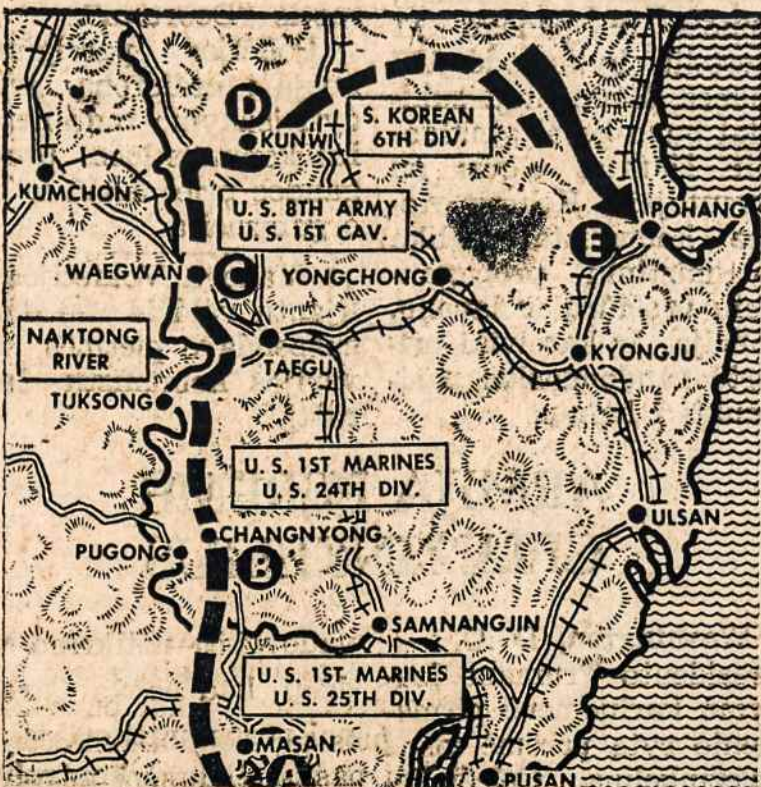 D
KUNWI
S. KOREAN
6TH DIV.
KUMCHON
U. S. 8TH ARMY
U. S. 1ST CAV.
POHANG
E
WAEGWAN
C
YONGCHONG
NAKTONG
RIVER
TAEGU
KYONGJU
TUKSONG
U. S. 1ST MARINES
U. S. 24TH DIV.
CHANGNYONG
ULSAN
PUGONG
B
SAMNANGJIN
U. S. 1ST MARINES
U. S. 25TH DIV.
MASAN
A
PUSAN